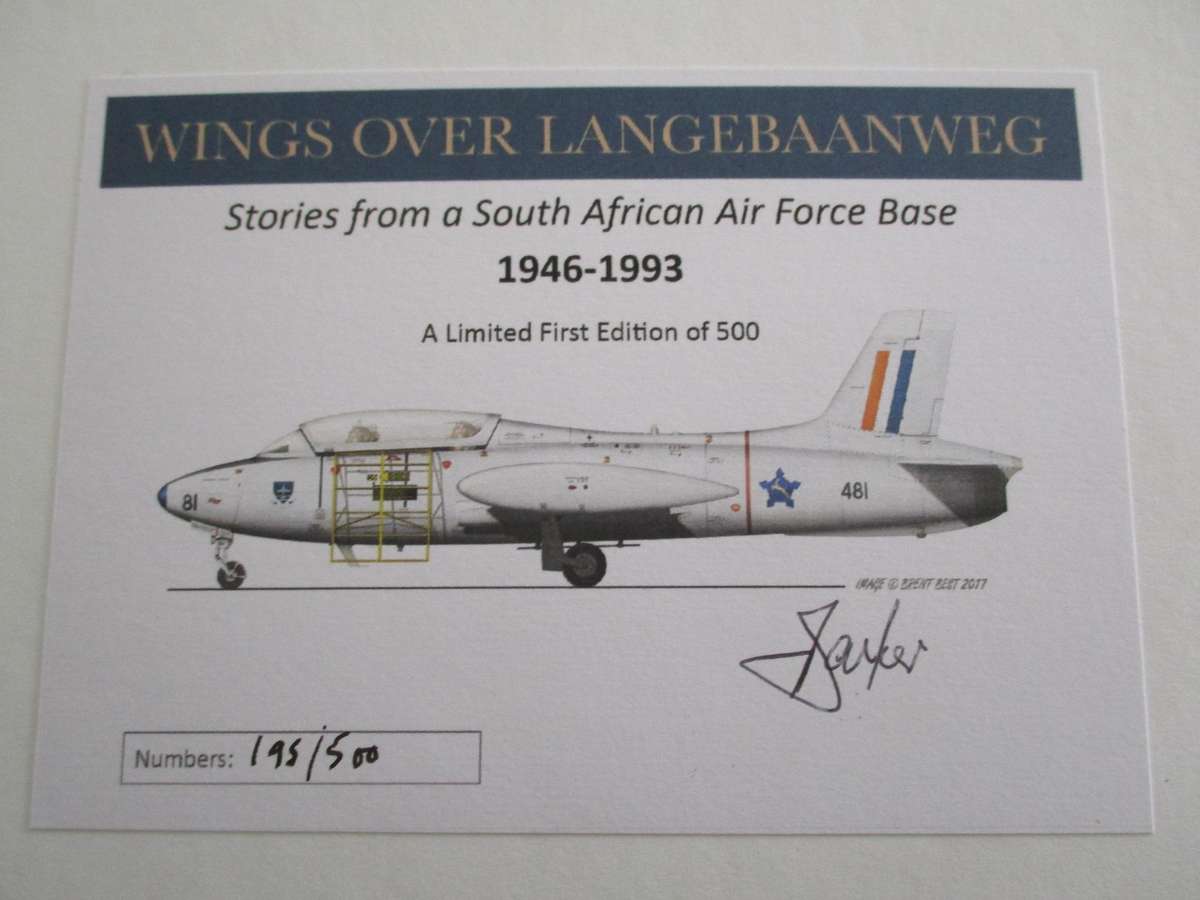 WINGS OVER LANGEBAANWEG
Stories from a South African Air Force Base
1946-1993
A Limited First Edition of 500
81
481
IMAGE © BRENT BEST 2017
Numbers: 195/500